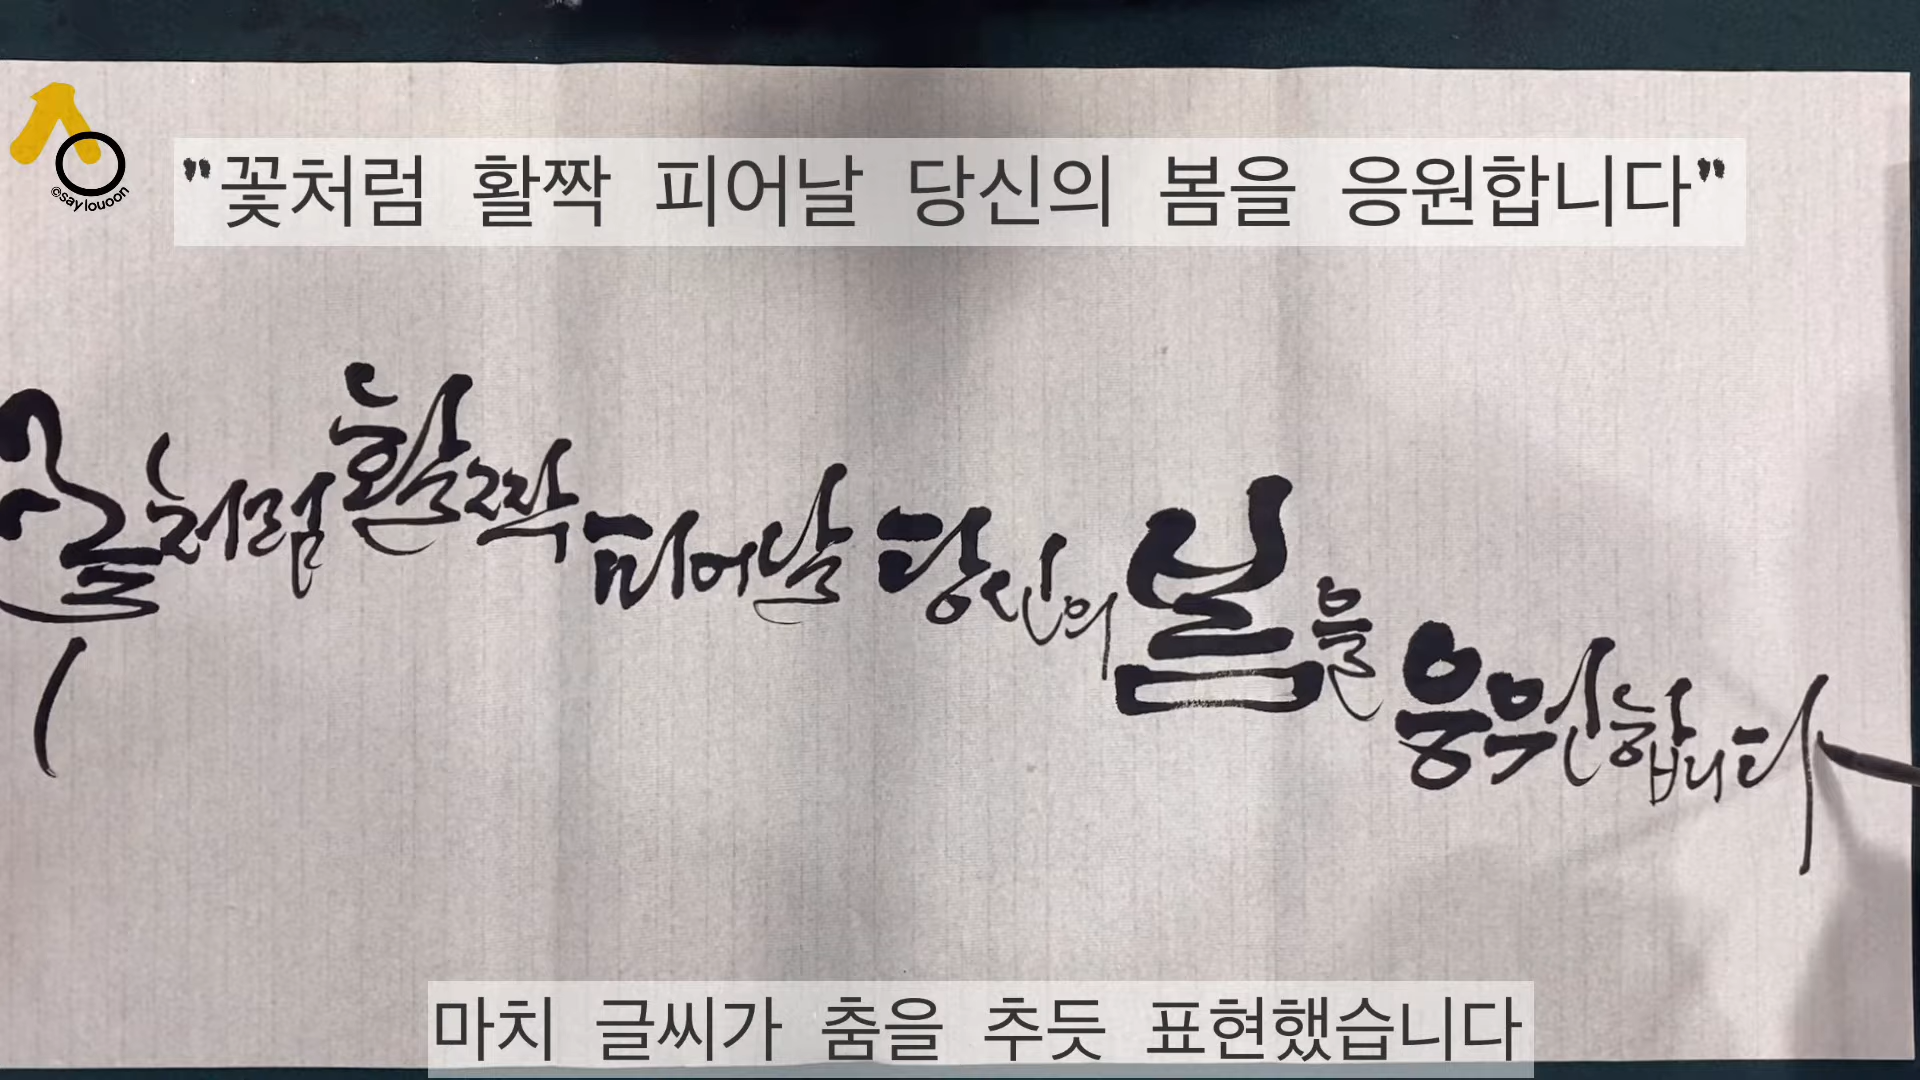 ©saylouoon
"꽃처럼 활짝 피어날 당신의 봄을 응원합니다"
꽃처럼 활짝 피어날 당신의 봄을 응원합니다
마치 글씨가 춤을 추듯 표현했습니다